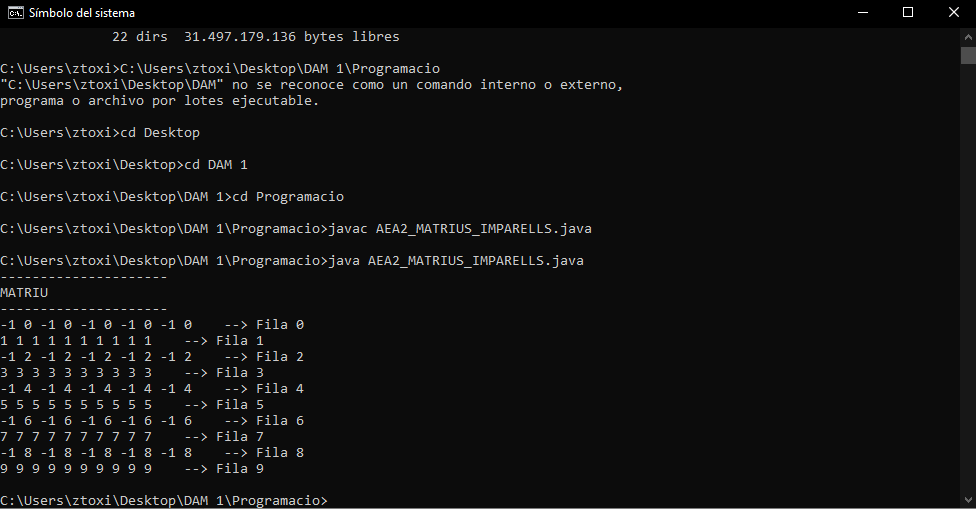 Símbolo del sistema
22 dirs  31.497.179.136 bytes libres
C:\Users\ztoxi>C:\Users\ztoxi\Desktop\DAM 1\Programacio
"C:\Users\ztoxi\Desktop\DAM" no se reconoce como un comando interno o externo,
programa o archivo por lotes ejecutable.
C:\Users\ztoxi>cd Desktop
C:\Users\ztoxi\Desktop>cd DAM 1
C:\Users\ztoxi\Desktop\DAM 1>cd Programacio
C:\Users\ztoxi\Desktop\DAM 1\Programacio>javac AEA2_MATRIUS_IMPARELLS.java
C:\Users\ztoxi\Desktop\DAM 1\Programacio>java AEA2_MATRIUS_IMPARELLS.java
---------------------
MATRIU
---------------------
-1 0 -1 0 -1 0 -1 0 -1 0    --> Fila 0
1 1 1 1 1 1 1 1 1 1    --> Fila 1
-1 2 -1 2 -1 2 -1 2 -1 2    --> Fila 2
3 3 3 3 3 3 3 3 3 3    --> Fila 3
-1 4 -1 4 -1 4 -1 4 -1 4    --> Fila 4
5 5 5 5 5 5 5 5 5 5    --> Fila 5
-1 6 -1 6 -1 6 -1 6 -1 6    --> Fila 6
7 7 7 7 7 7 7 7 7 7    --> Fila 7
-1 8 -1 8 -1 8 -1 8 -1 8    --> Fila 8
9 9 9 9 9 9 9 9 9 9    --> Fila 9
C:\Users\ztoxi\Desktop\DAM 1\Programacio>